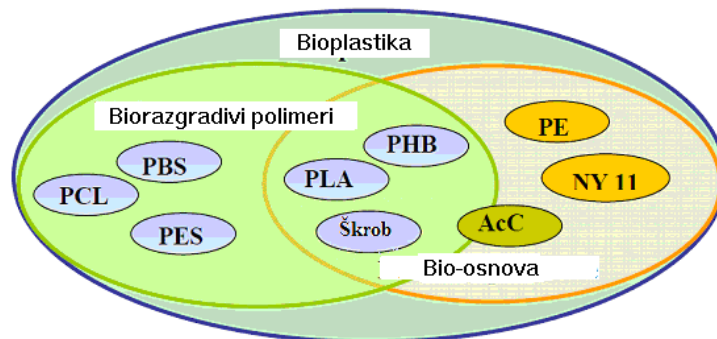 Bioplastika
Biorazgradivi polimeri
PHB
PE
PBS
PLA
NY 11
PCL
PES
Škrob
AcC
Bio-osnova